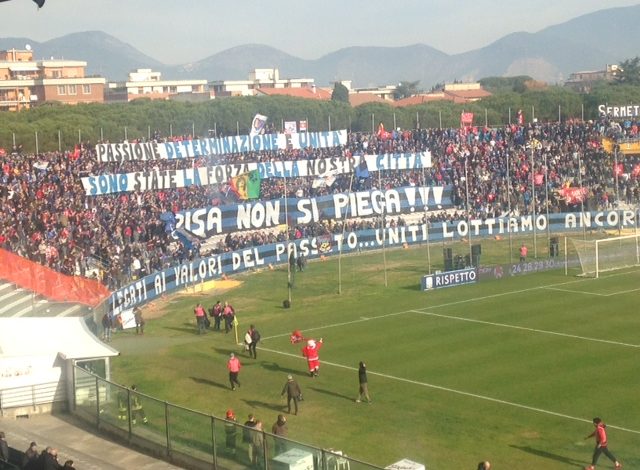 PASSIONE DETERMINAZIONE E UNITÀ
SONO STATE LA FORZA DELLA NOSTRA CITTÀ
PISA NON SI PIEGA!!!
LEGATI AI VALORI DEL PASSATO...UNITI LOTTIAMO ANCOR
RISPETTO